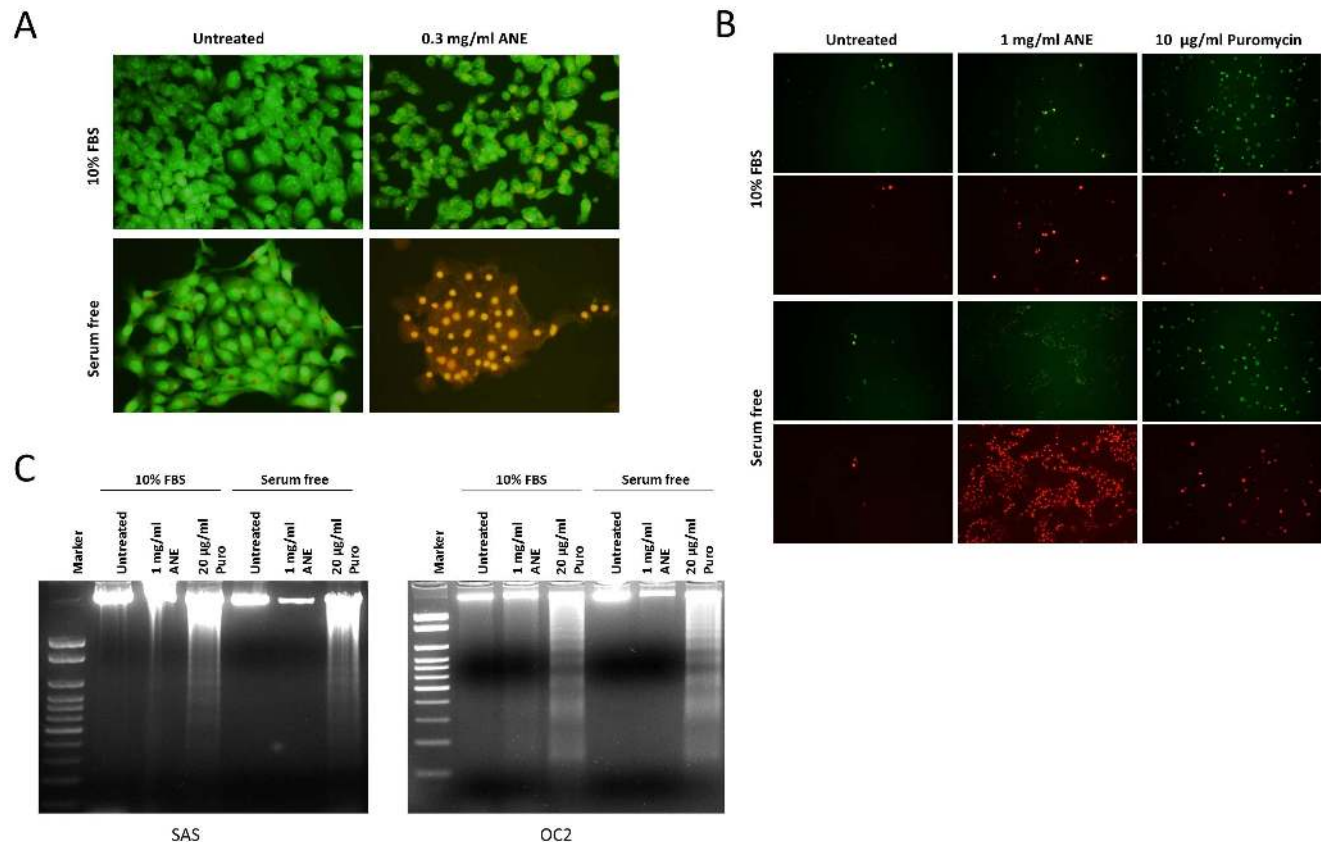 A
Untreated
0.3 mg/ml ANE
10% FBS
Serum free
B
Untreated
1 mg/ml ANE
10 µg/ml Puromycin
10% FBS
Serum free
C
10% FBS
Serum free
Marker
Untreated
1 mg/ml
ANE
20 µg/ml
Puro
Untreated
1 mg/ml
ANE
20 µg/ml
Puro
SAS
10% FBS
Serum free
Marker
Untreated
1 mg/ml
ANE
20 µg/ml
Puro
Untreated
1 mg/ml
ANE
20 µg/ml
Puro
OC2